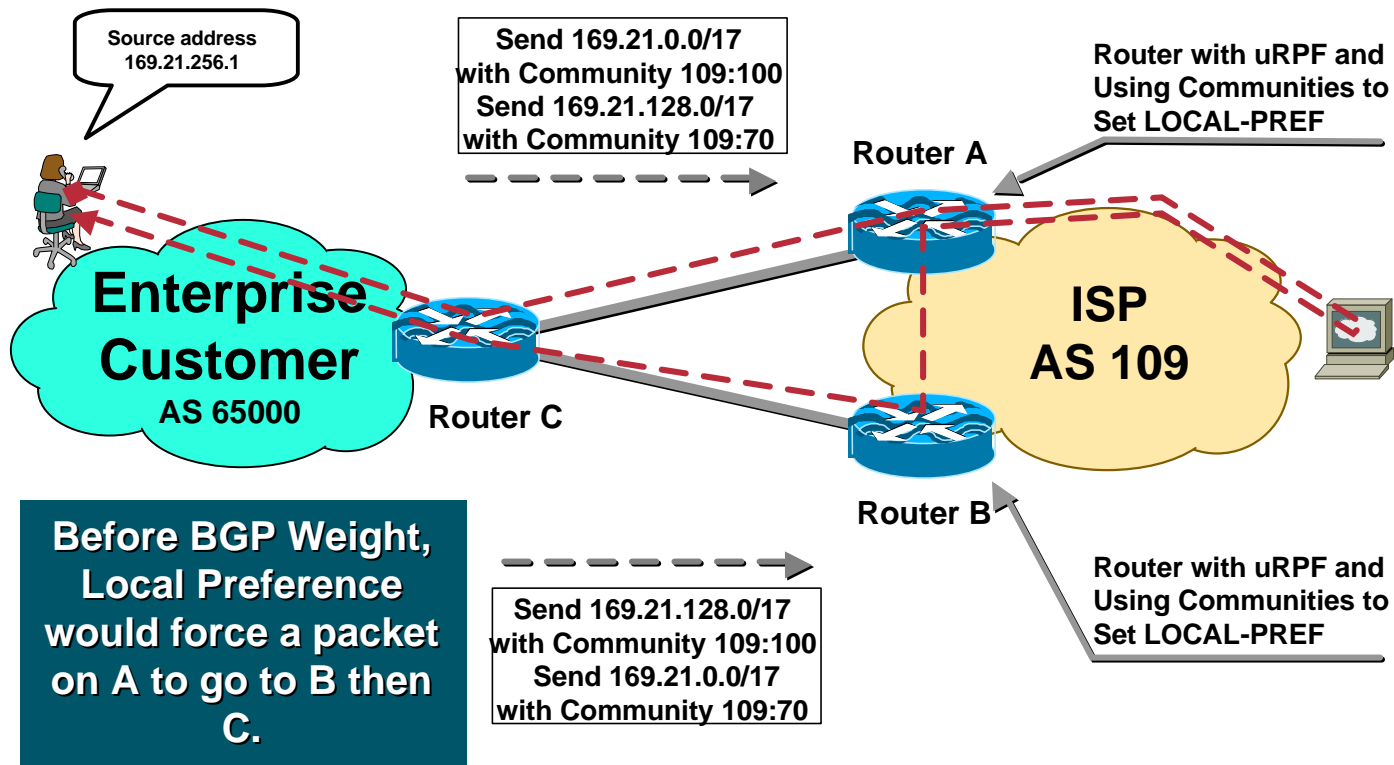 Source address
169.21.256.1
Send 169.21.0.0/17
with Community 109:100
Send 169.21.128.0/17
with Community 109:70
Router with uRPF and
Using Communities to
Set LOCAL-PREF
Router A
Enterprise
Customer
AS 65000
Router C
ISP
AS 109
Router B
Before BGP Weight,
Local Preference
would force a packet
on A to go to B then
C.
Send 169.21.128.0/17
with Community 109:100
Send 169.21.0.0/17
with Community 109:70
Router with uRPF and
Using Communities to
Set LOCAL-PREF